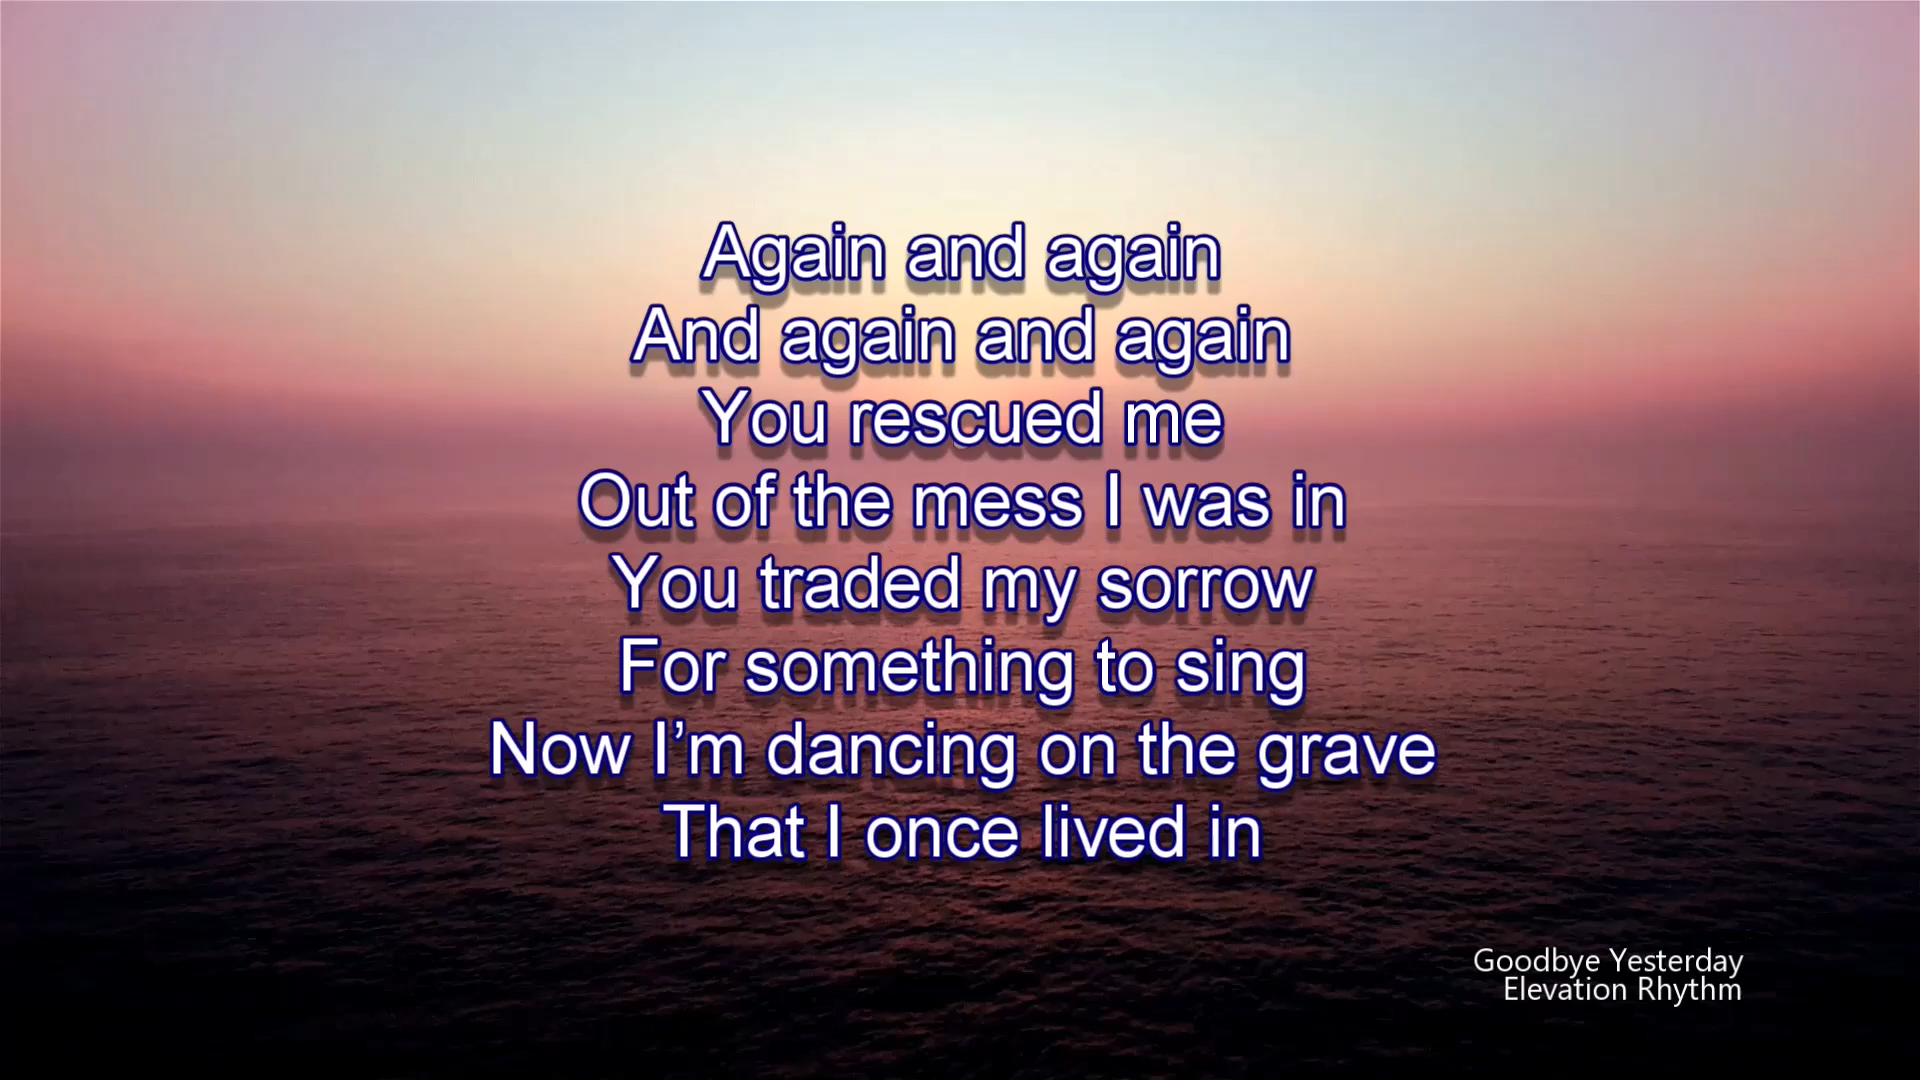 Again and again
And again and again
You rescued me
Out of the mess I was in
You traded my sorrow
For something to sing
Now I’m dancing on the grave
That I once lived in
Goodbye Yesterday
Elevation Rhythm